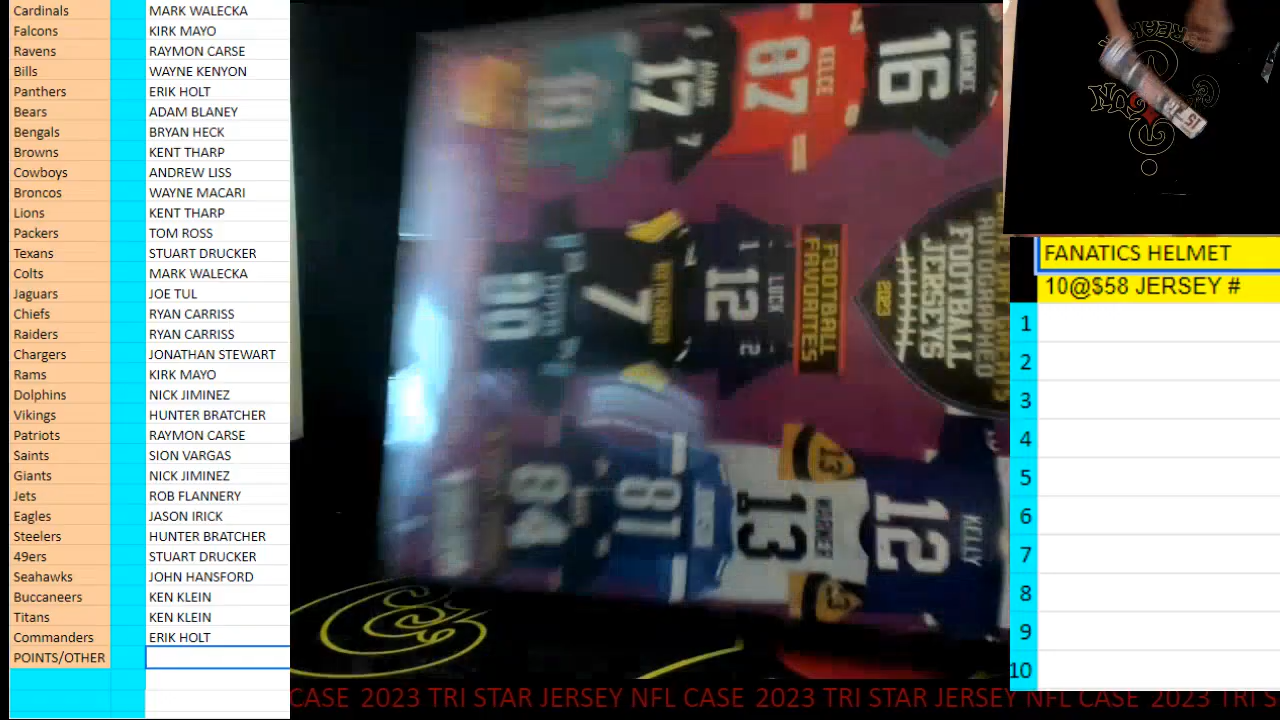 Cardinals MARK WALECKA
Falcons KIRK MAYO
Ravens RAYMON CARSE
Bills WAYNE KENYON
Panthers ERIK HOLT
Bears ADAM BLANEY
Bengals BRYAN HECK
Browns KENT THARP
Cowboys ANDREW LISS
Broncos WAYNE MACARI
Lions KENT THARP
Packers TOM ROSS
Texans STUART DRUCKER
Colts MARK WALECKA
Jaguars JOE TUL
Chiefs RYAN CARRISS
Raiders RYAN CARRISS
Chargers JONATHAN STEWART
Rams KIRK MAYO
Dolphins NICK JIMINEZ
Vikings HUNTER BRATCHER
Patriots RAYMON CARSE
Saints SION VARGAS
Giants NICK JIMINEZ
Jets ROB FLANNERY
Eagles JASON IRICK
Steelers HUNTER BRATCHER
49ers STUART DRUCKER
Seahawks JOHN HANSFORD
Buccaneers KEN KLEIN
Titans KEN KLEIN
Commanders ERIK HOLT
POINTS/OTHER
16
KELCE
87
ADAMS
17
AUTOGRAPHED
FOOTBALL
JERSEYS
2023
FOOTBALL
FAVORITES
LUCK
12
7
90
KELLY
12
13
81
84
FANATICS HELMET
10@$58 JERSEY #
1
2
3
4
5
6
7
8
9
10
CASE 2023 TRI STAR JERSEY NFL CASE 2023 TRI STAR JERSEY NFL CASE 2023 TRI S